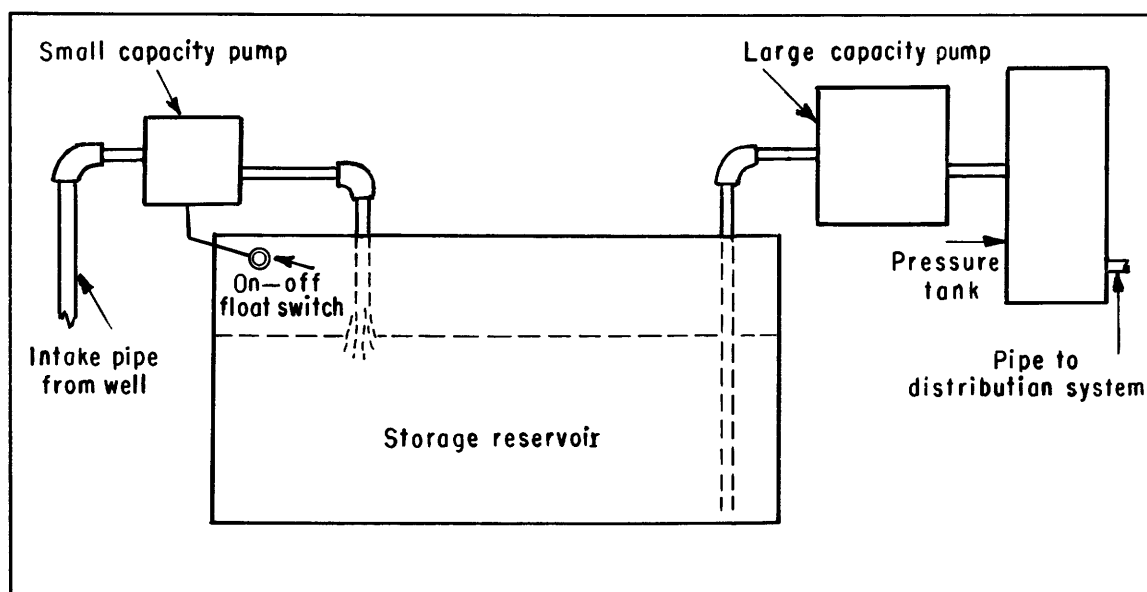 Small capacity pump
Large capacity pump
On—off
float switch
Pressure
tank
Intake pipe
from well
Pipe to
distribution system
Storage reservoir